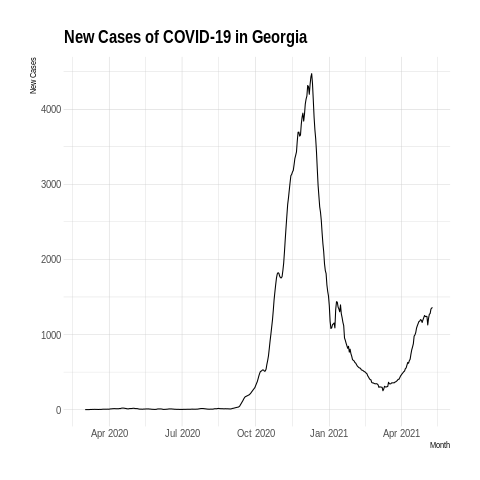 New Cases of COVID-19 in Georgia
New Cases
4000
3000
2000
1000
0
Apr 2020 Jul 2020 Oct 2020 Jan 2021 Apr 2021
Month